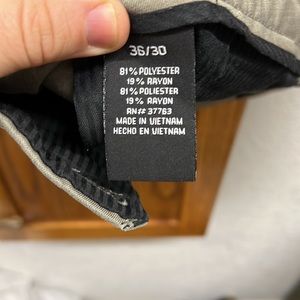 36/30
81% POLYESTER
19% RAYON
81% POLIESTER
19% RAYON
RN# 37763
MADE IN VIETNAM
HECHO EN VIETNAM